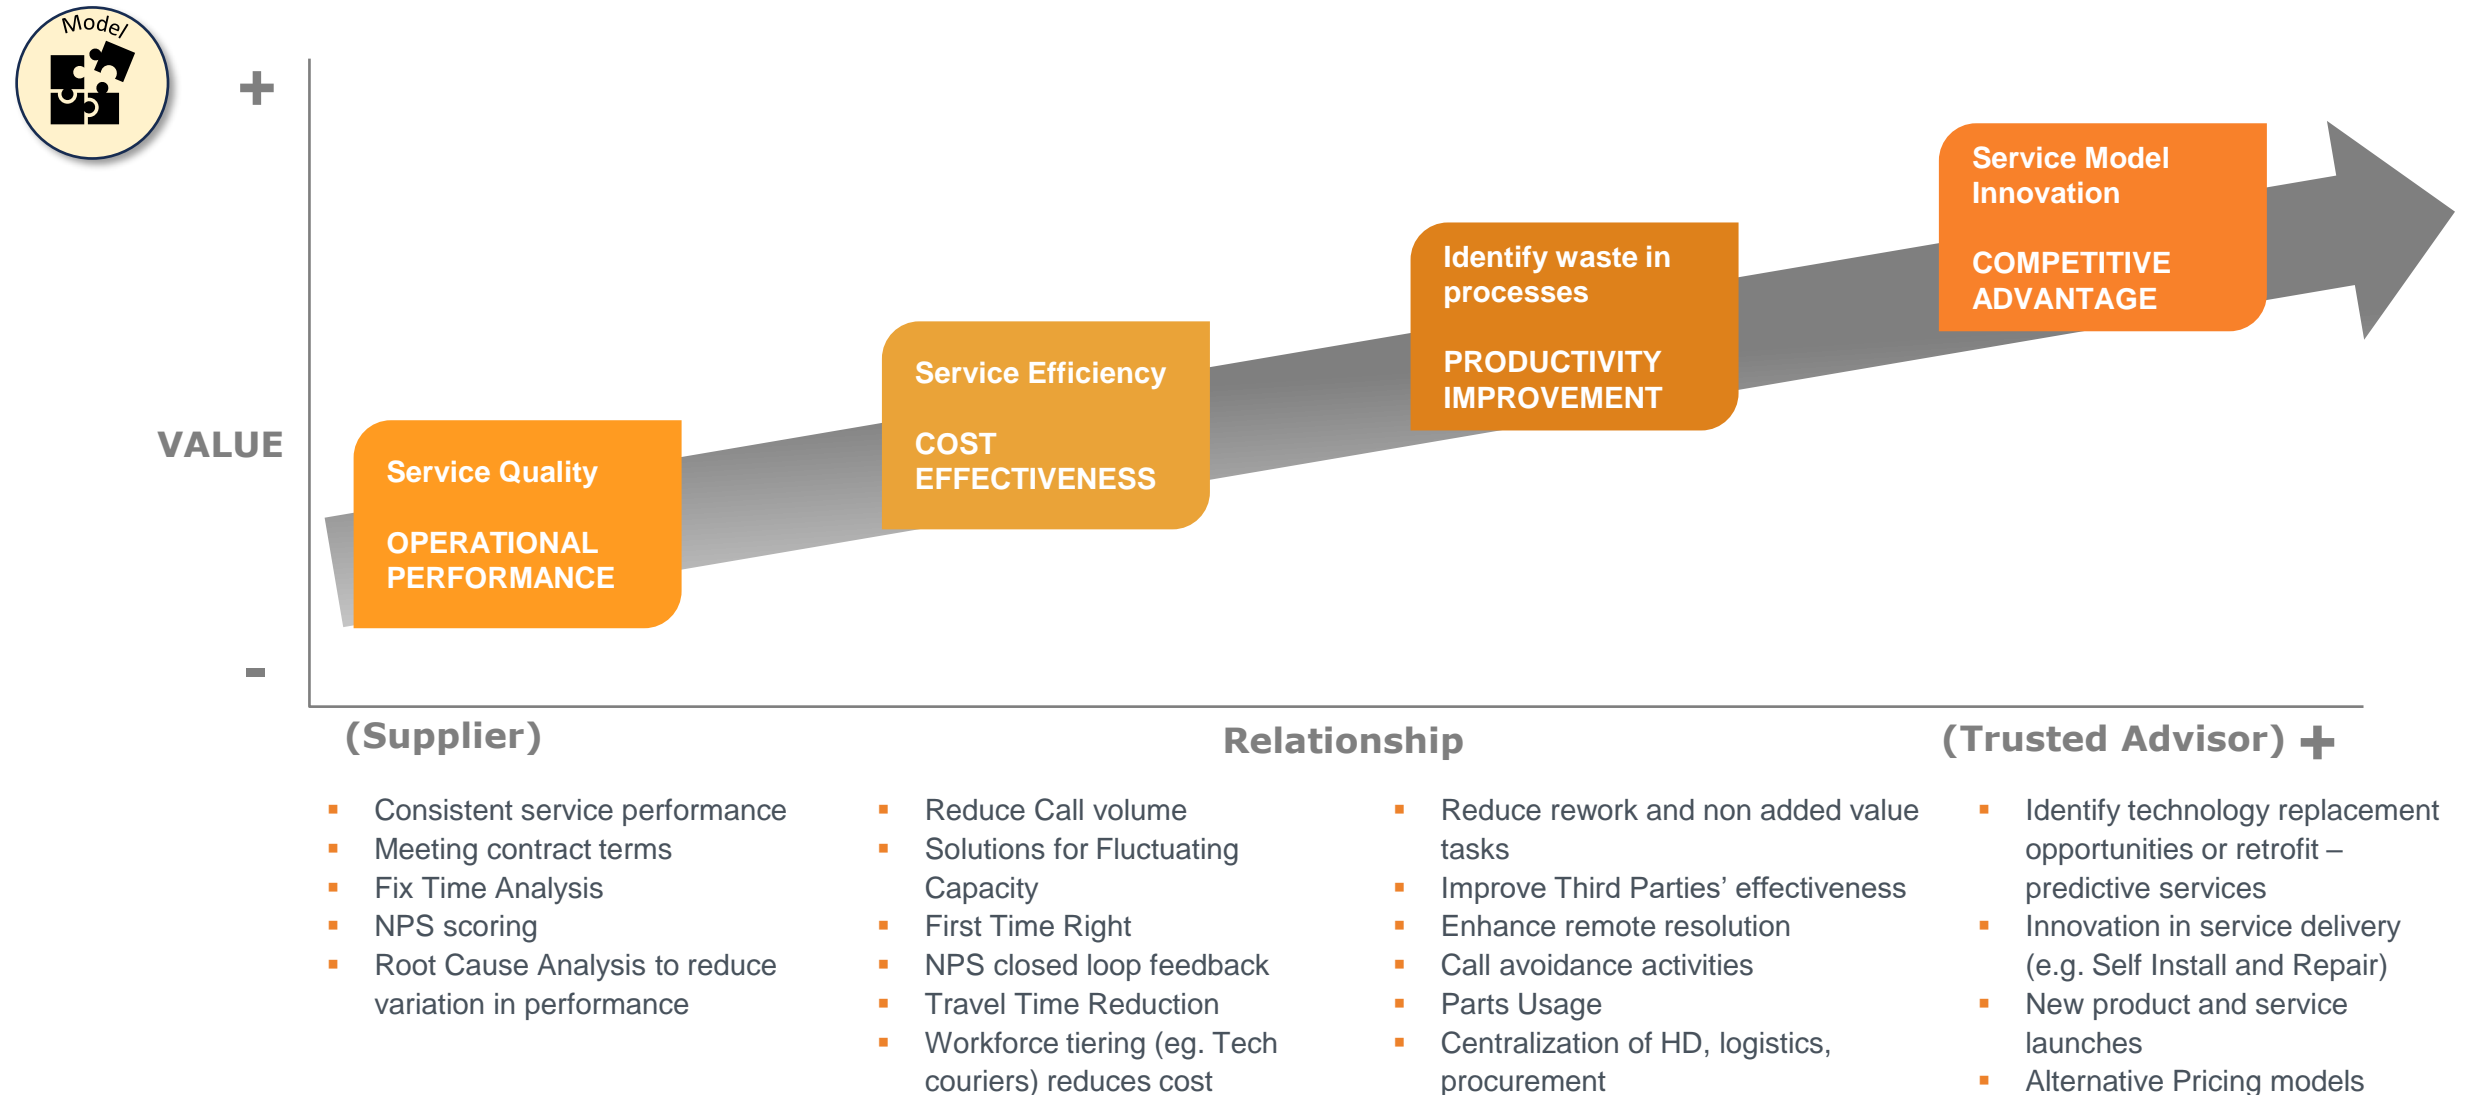 Model
+
VALUE
-
Service Quality
OPERATIONAL
PERFORMANCE
Service Efficiency
COST
EFFECTIVENESS
Identify waste in
processes
PRODUCTIVITY
IMPROVEMENT
Service Model
Innovation
COMPETITIVE
ADVANTAGE
(Supplier)
Relationship
(Trusted Advisor) +
▪ Consistent service performance
▪ Meeting contract terms
▪ Fix Time Analysis
▪ NPS scoring
▪ Root Cause Analysis to reduce
variation in performance
▪ Reduce Call volume
▪ Solutions for Fluctuating
Capacity
▪ First Time Right
▪ NPS closed loop feedback
▪ Travel Time Reduction
▪ Workforce tiering (eg. Tech
couriers) reduces cost
▪ Reduce rework and non added value
tasks
▪ Improve Third Parties’ effectiveness
▪ Enhance remote resolution
▪ Call avoidance activities
▪ Parts Usage
▪ Centralization of HD, logistics,
procurement
▪ Identify technology replacement
opportunities or retrofit –
predictive services
▪ Innovation in service delivery
(e.g. Self Install and Repair)
▪ New product and service
launches
▪ Alternative Pricing models